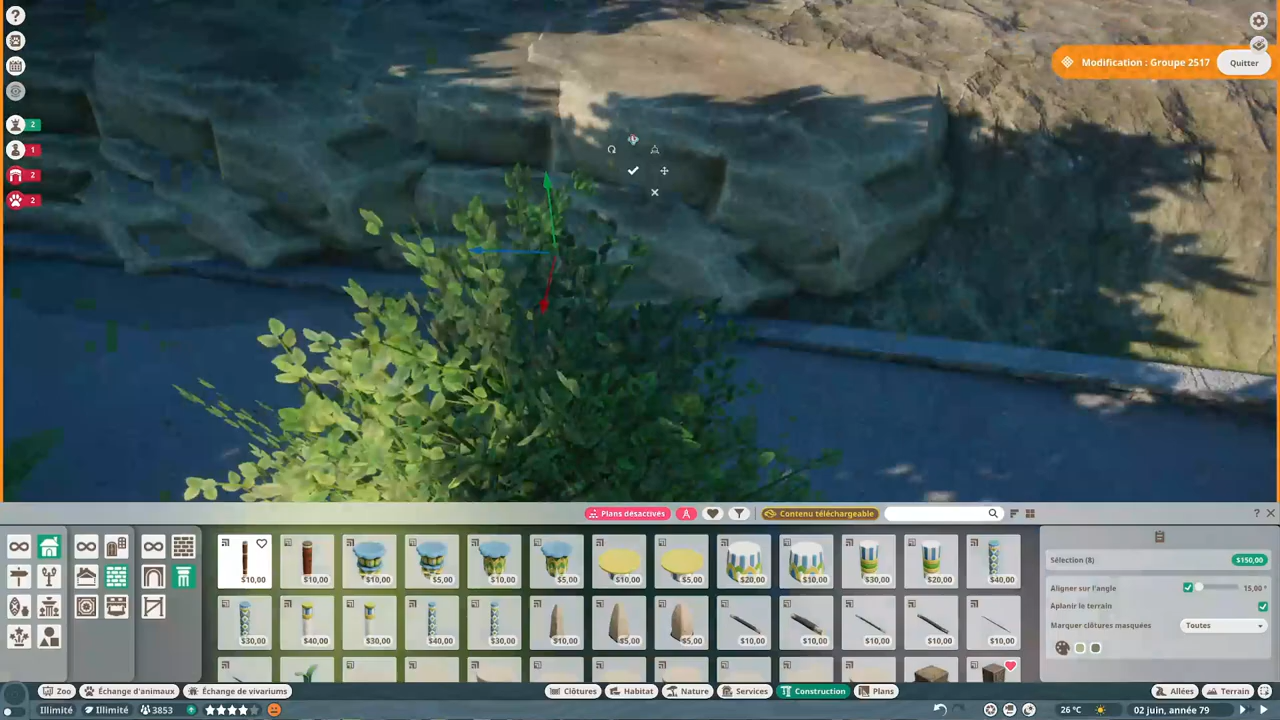 Modification : Groupe 2517
Quitter
2
1
2
2
Plans désactivés
Contenu téléchargeable
$10,00
$10,00
$10,00
$5,00
$10,00
$5,00
$10,00
$5,00
$20,00
$10,00
$30,00
$20,00
$40,00
$30,00
$40,00
$30,00
$40,00
$30,00
$10,00
$5,00
$5,00
$10,00
$10,00
$10,00
$10,00
$10,00
Sélection (8)
$150,00
Aligner sur l'angle
15,00 °
Aplanir le terrain
Marquer clôtures masquées
Toutes
Zoo
Échange d'animaux
Échange de vivariums
Clôtures
Habitat
Nature
Services
Construction
Plans
Allées
Terrain
Illimité
Illimité
3853
26 °C
02 juin, année 79